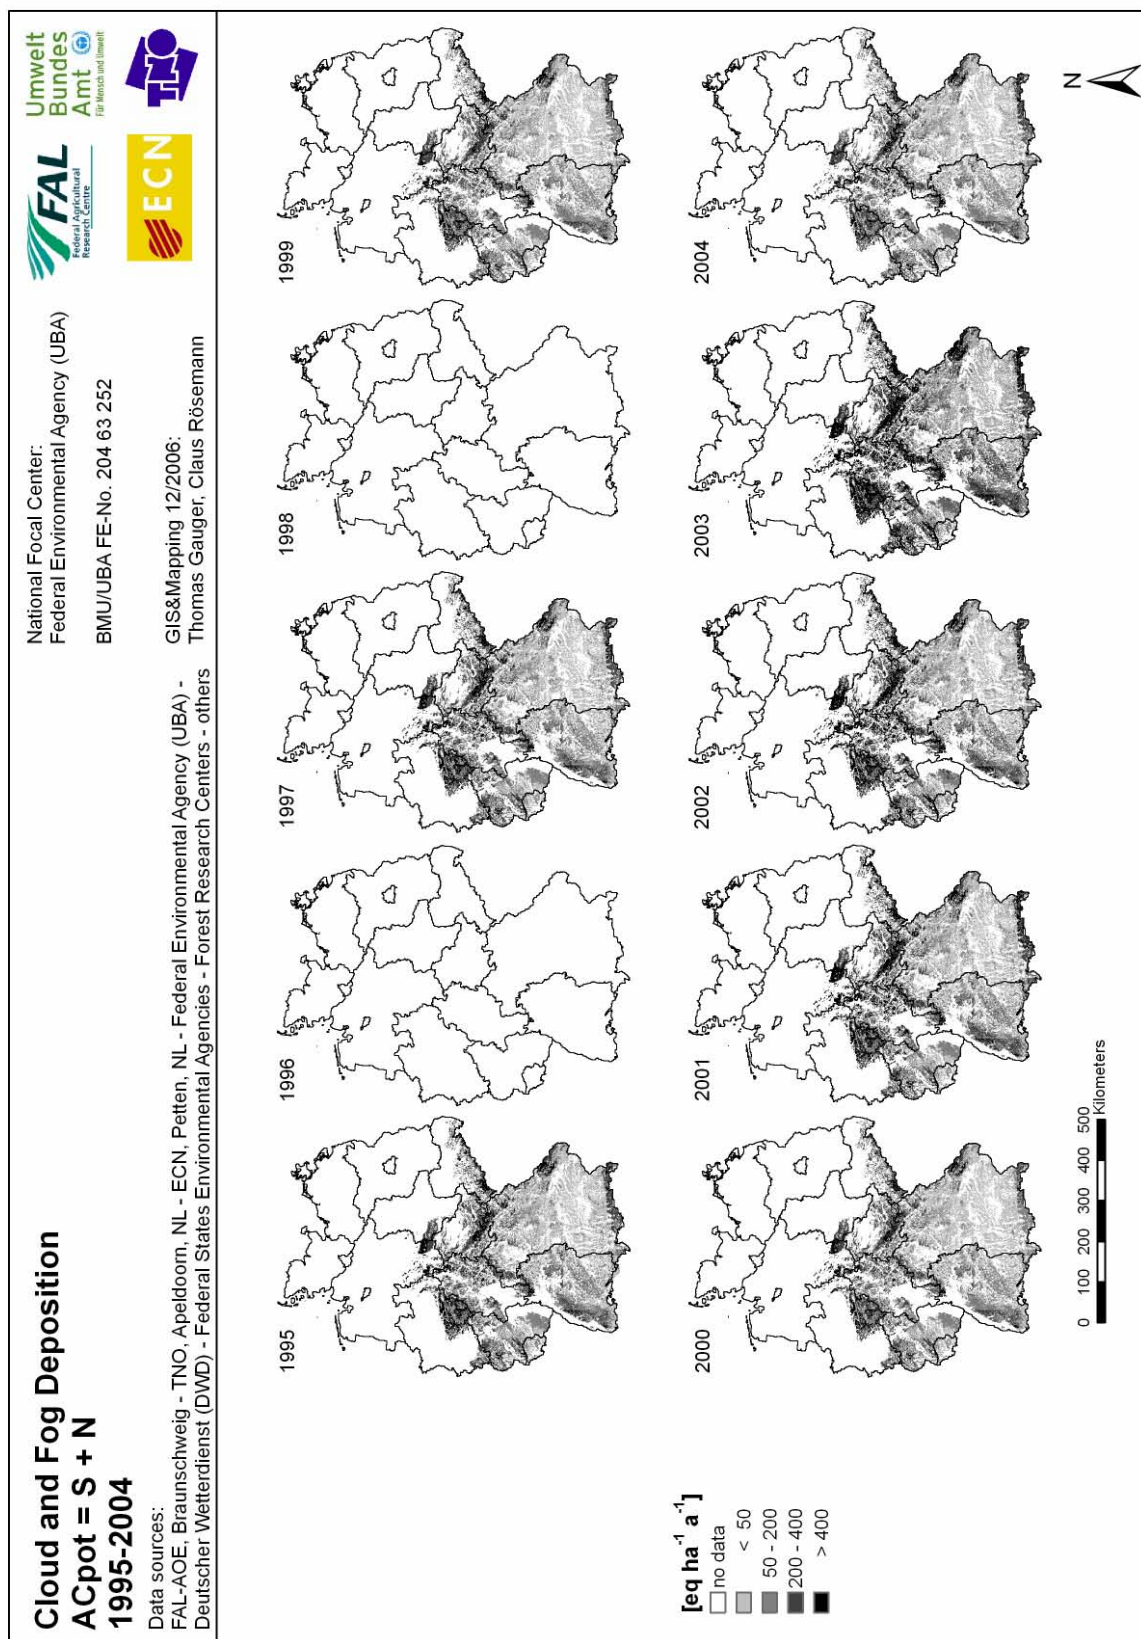 Cloud and Fog Deposition
ACpot = S + N
1995-2004
Data sources:
FAL-AOE, Braunschweig - TNO, Apeldoorn, NL - ECN, Petten, NL - Federal Environmental Agency (UBA) -
Deutscher Wetterdienst (DWD) - Federal States Environmental Agencies - Forest Research Centers - others
National Focal Center:
Federal Environmental Agency (UBA)
BMU/UBA FE-No. 204 63 252
GIS&Mapping 12/2006:
Thomas Gauger, Claus Rösemann
FAL
Federal Agricultural
Research Centre
Umwelt
Bundes
Amt
Für Mensch und Umwelt
ECN
TNO
1995
1996
1997
1998
1999
2000
2001
2002
2003
2004
[eq ha⁻¹ a⁻¹]
no data
< 50
50 - 200
200 - 400
> 400
0 100 200 300 400 500
Kilometers
N